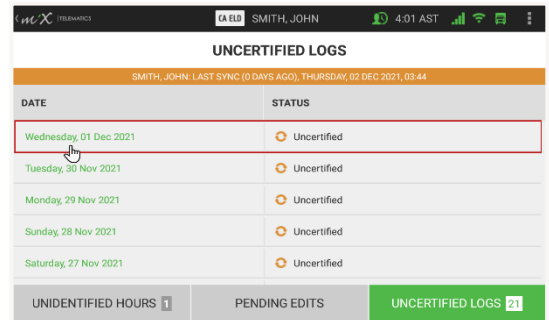 miX TELEMATICS CA ELD SMITH, JOHN 4:01 AST
UNCERTIFIED LOGS
SMITH, JOHN: LAST SYNC (0 DAYS AGO), THURSDAY, 02 DEC 2021, 03:44
DATE STATUS
Wednesday, 01 Dec 2021 Uncertified
Tuesday, 30 Nov 2021 Uncertified
Monday, 29 Nov 2021 Uncertified
Sunday, 28 Nov 2021 Uncertified
Saturday, 27 Nov 2021 Uncertified
UNIDENTIFIED HOURS 1 PENDING EDITS UNCERTIFIED LOGS 21